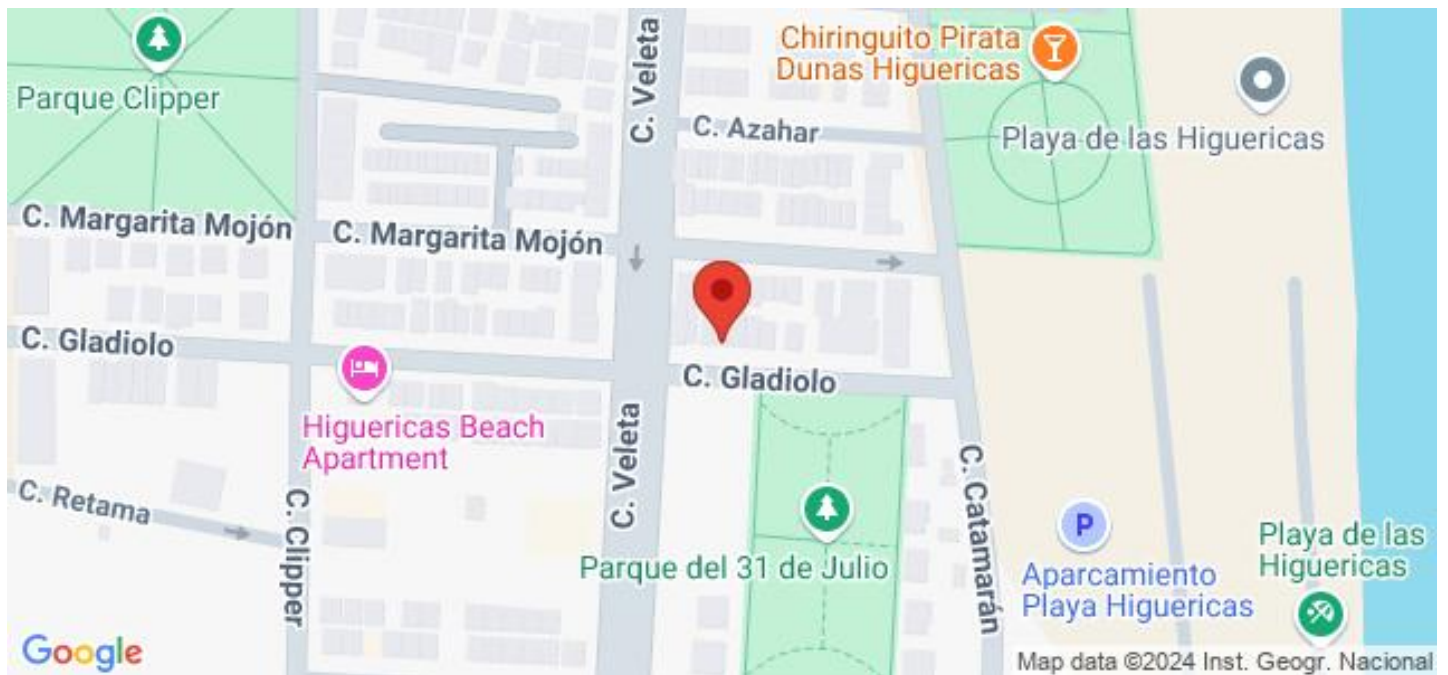 C. Veleta
Chiringuito Pirata
Dunas Higuericas
Parque Clipper
C. Azahar
Playa de las Higuericas
C. Margarita Mojón
C. Margarita Mojón
C. Gladiolo
C. Gladiolo
Higuericas Beach
Apartment
C. Veleta
C. Retama
C. Clipper
C. Catamarán
P
Parque del 31 de Julio
Playa de las
Higuericas
Aparcamiento
Playa Higuericas
Google
Map data ©2024 Inst. Geogr. Nacional